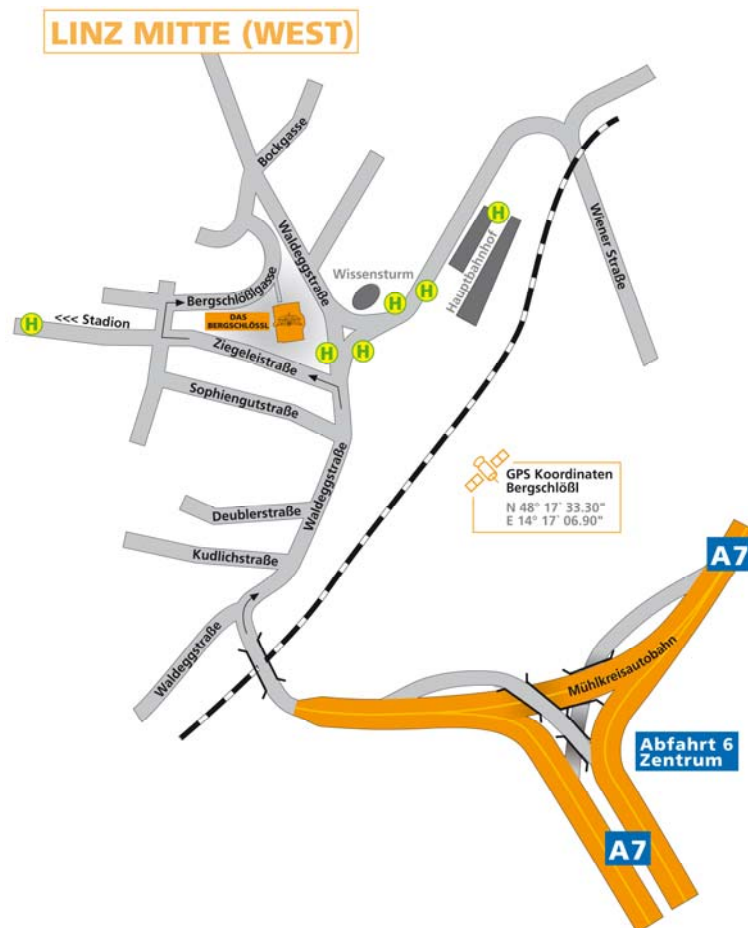 LINZ MITTE (WEST)
Bockgasse
Waldeggstraße
Wiener Straße
H
Hauptbahnhof
Wissensturm
H
H
Bergschlößlgasse
DAS
BERGSCHLÖSSL
H
<<< Stadion
Ziegeleistraße
H
H
Sophiengutstraße
Waldeggstraße
GPS Koordinaten
Bergschlößl
N 48° 17' 33.30"
E 14° 17' 06.90"
Deublerstraße
Kudlichstraße
A7
Waldeggstraße
Mühlkreisautobahn
Abfahrt 6
Zentrum
A7